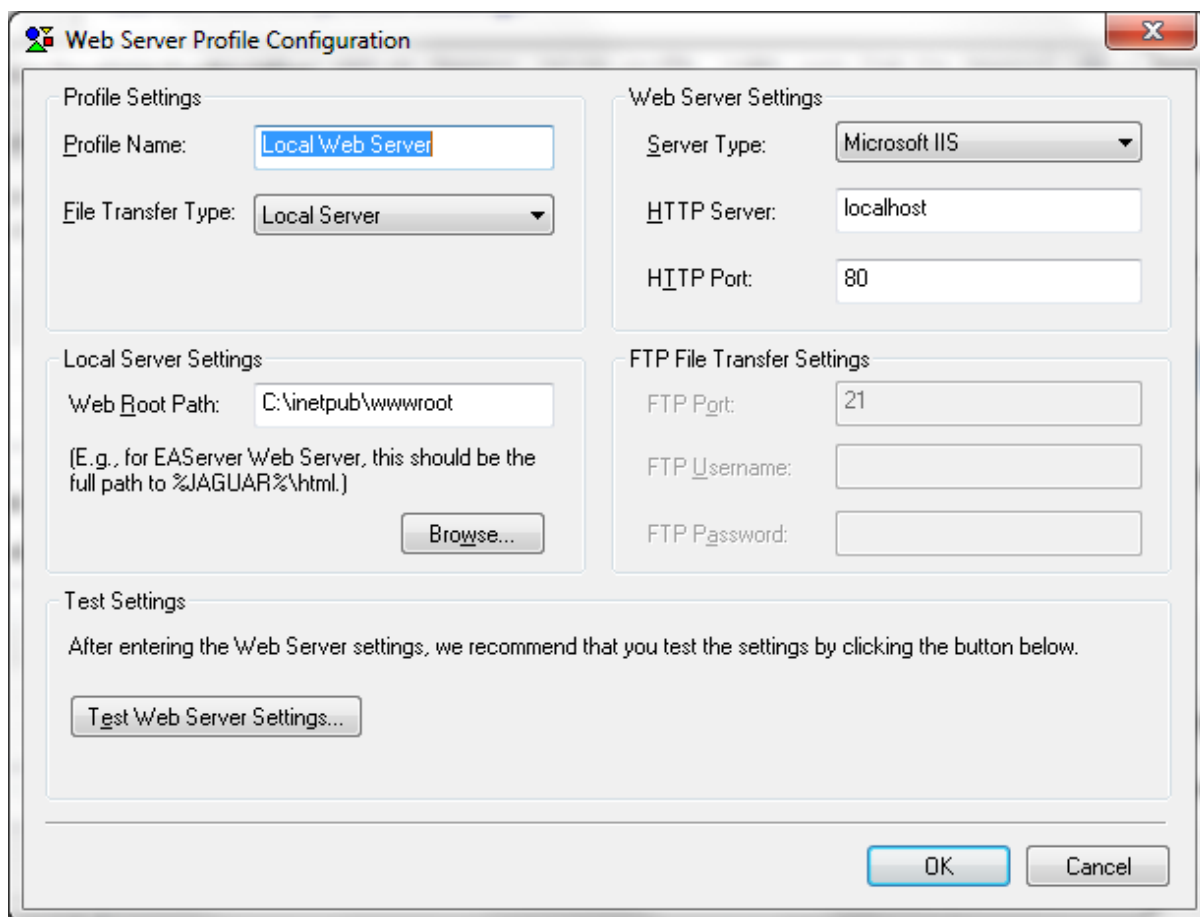 Web Server Profile Configuration
Profile Settings
Profile Name: Local Web Server
File Transfer Type: Local Server
Web Server Settings
Server Type: Microsoft IIS
HTTP Server: localhost
HTTP Port: 80
Local Server Settings
Web Root Path: C:\inetpub\wwwroot
(E.g., for EAServer Web Server, this should be the
full path to %JAGUAR%\html.)
Browse...
FTP File Transfer Settings
FTP Port: 21
FTP Username:
FTP Password:
Test Settings
After entering the Web Server settings, we recommend that you test the settings by clicking the button below.
Test Web Server Settings...
OK Cancel